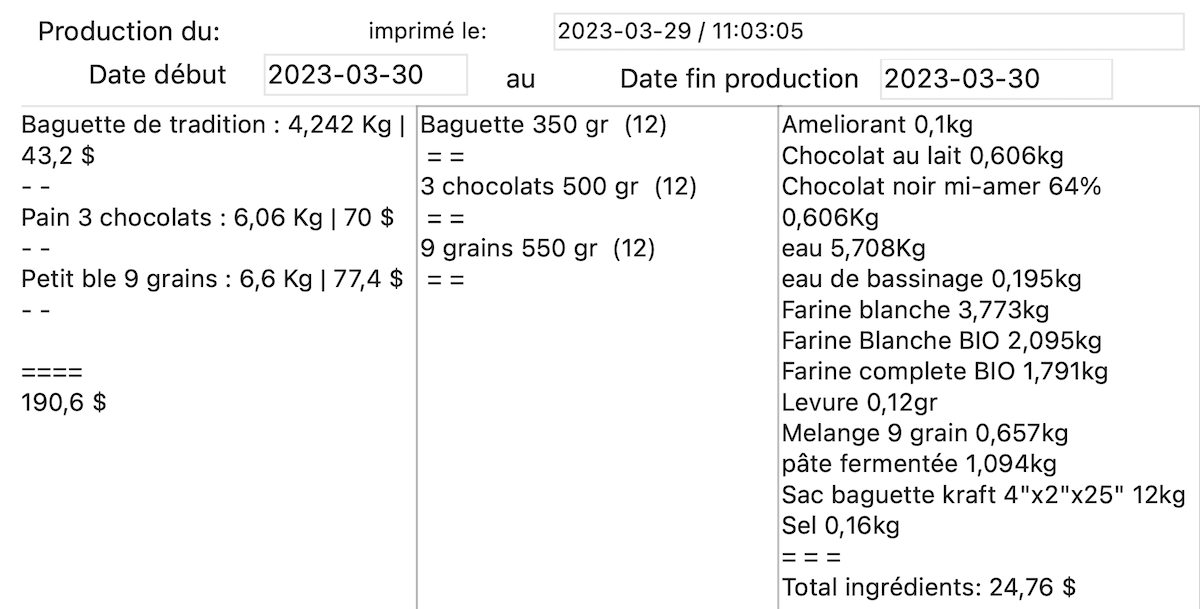 Production du: imprimé le: 2023-03-29 / 11:03:05
Date début 2023-03-30 au Date fin production 2023-03-30
Baguette de tradition : 4,242 Kg |
43,2 $
- -
Pain 3 chocolats : 6,06 Kg | 70 $
- -
Petit ble 9 grains : 6,6 Kg | 77,4 $
- -
====
190,6 $
Baguette 350 gr (12)
= =
3 chocolats 500 gr (12)
= =
9 grains 550 gr (12)
= =
Ameliorant 0,1kg
Chocolat au lait 0,606kg
Chocolat noir mi-amer 64%
0,606Kg
eau 5,708Kg
eau de bassinage 0,195kg
Farine blanche 3,773kg
Farine Blanche BIO 2,095kg
Farine complete BIO 1,791kg
Levure 0,12gr
Melange 9 grain 0,657kg
pâte fermentée 1,094kg
Sac baguette kraft 4"x2"x25" 12kg
Sel 0,16kg
= = =
Total ingrédients: 24,76 $